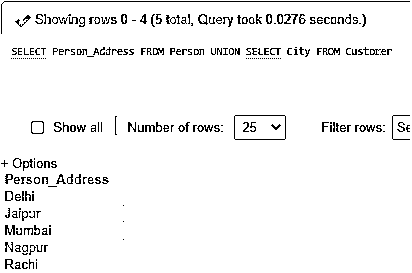 Showing rows 0 - 4 (5 total, Query took 0.0276 seconds.)
SELECT Person_Address FROM Person UNION SELECT City FROM Customer
Show all Number of rows: 25 Filter rows: Se
+ Options
Person_Address
Delhi
Jaipur
Mumbai
Nagpur
Rachi